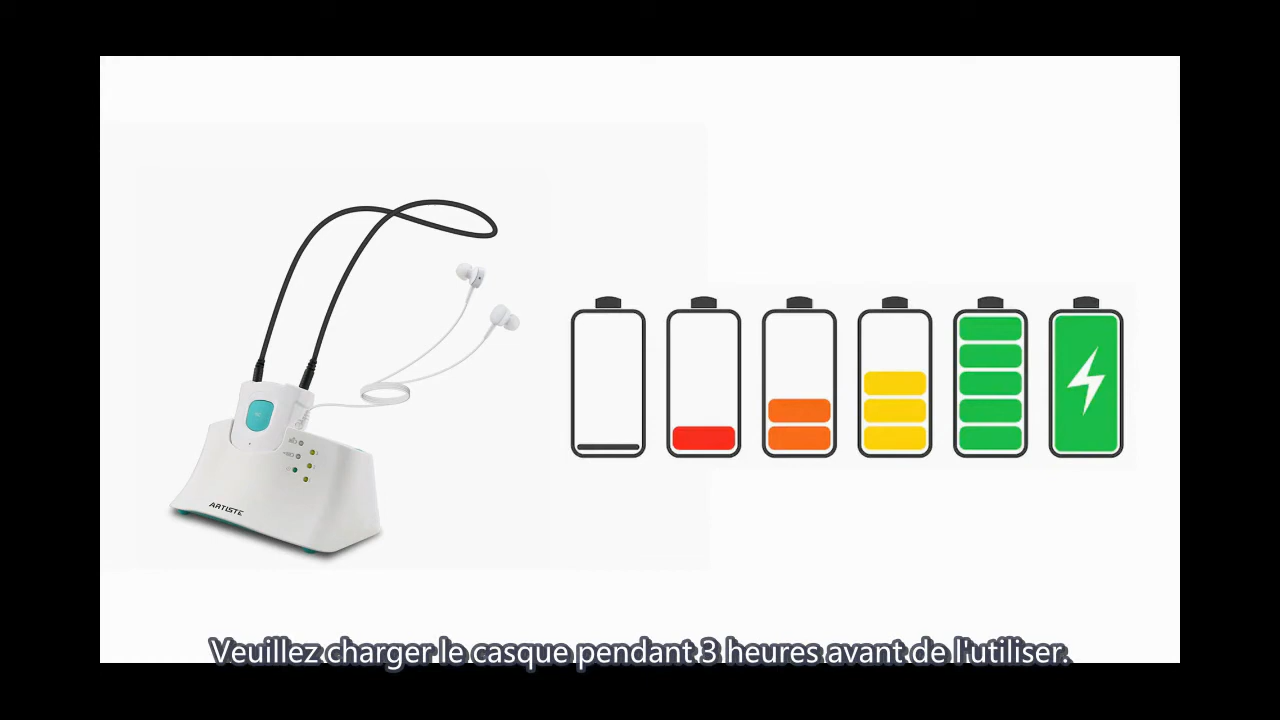 ARTISTE
Veuillez charger le casque pendant 3 heures avant de l'utiliser.